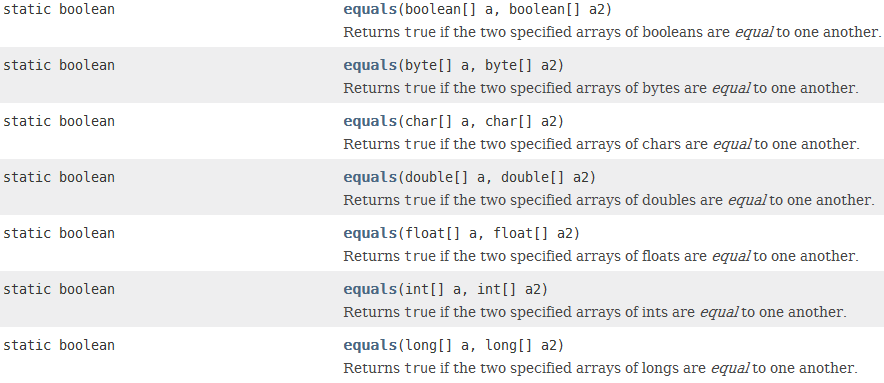 static boolean equals(boolean[] a, boolean[] a2)
Returns true if the two specified arrays of booleans are equal to one another.
static boolean equals(byte[] a, byte[] a2)
Returns true if the two specified arrays of bytes are equal to one another.
static boolean equals(char[] a, char[] a2)
Returns true if the two specified arrays of chars are equal to one another.
static boolean equals(double[] a, double[] a2)
Returns true if the two specified arrays of doubles are equal to one another.
static boolean equals(float[] a, float[] a2)
Returns true if the two specified arrays of floats are equal to one another.
static boolean equals(int[] a, int[] a2)
Returns true if the two specified arrays of ints are equal to one another.
static boolean equals(long[] a, long[] a2)
Returns true if the two specified arrays of longs are equal to one another.